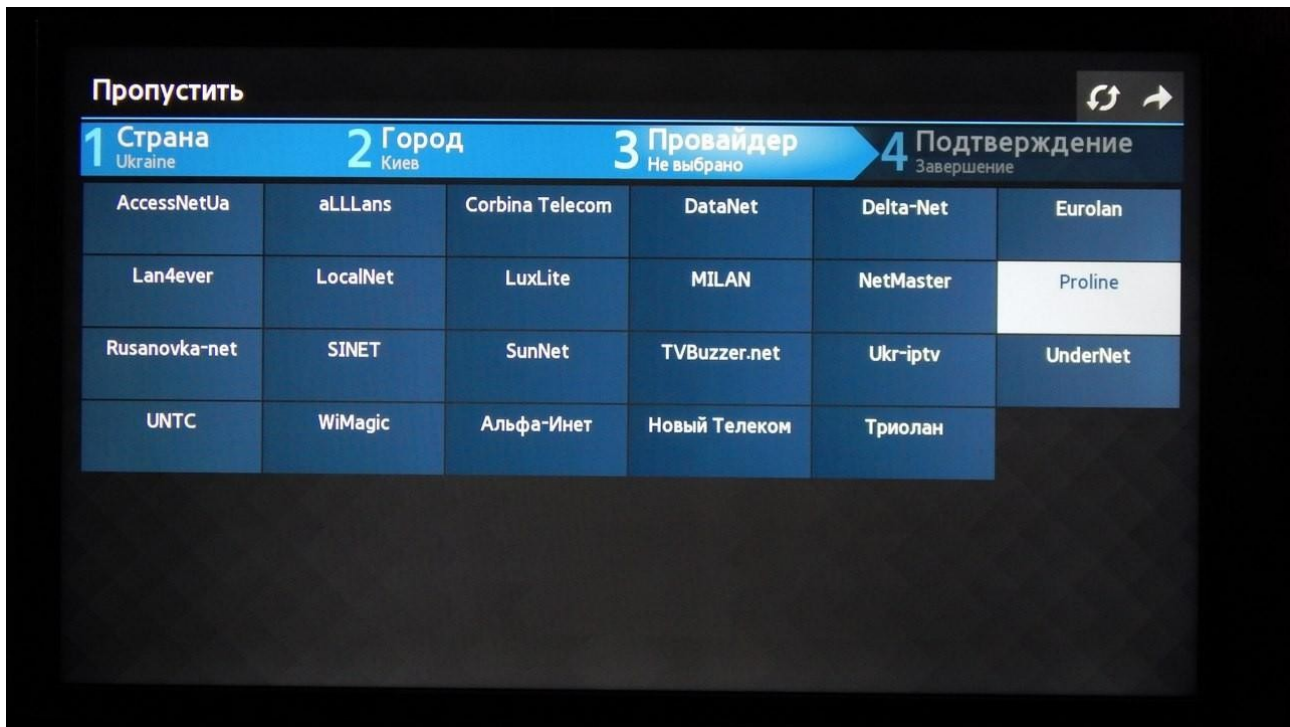 Пропустить
1 Страна
Ukraine
2 Город
Киев
3 Провайдер
Не выбрано
4 Подтверждение
Завершение
AccessNetUa
aLLLans
Corbina Telecom
DataNet
Delta-Net
Eurolan
Lan4ever
LocalNet
LuxLite
MILAN
NetMaster
Proline
Rusanovka-net
SINET
SunNet
TVBuzzer.net
Ukr-iptv
UnderNet
UNTC
WiMagic
Альфа-Инет
Новый Телеком
Триолан